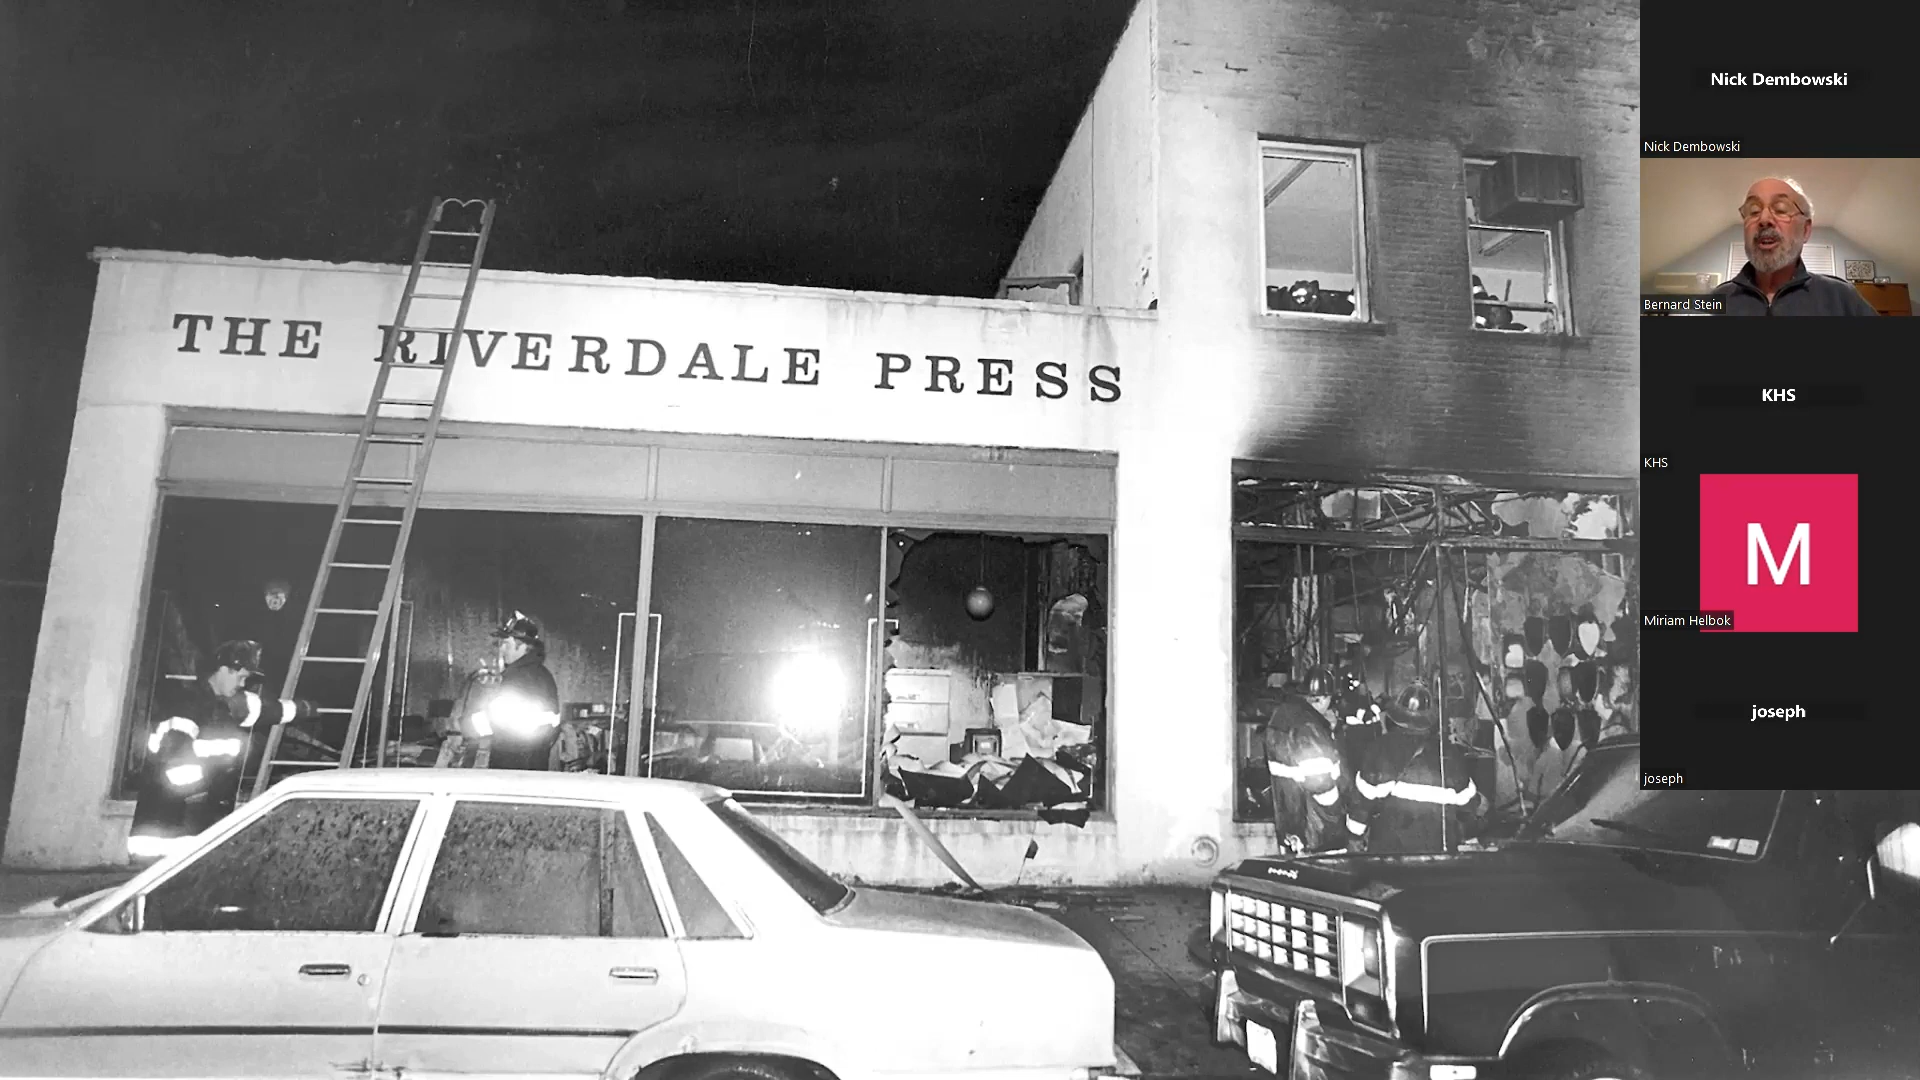 THE RIVERDALE PRESS
Nick Dembowski
Nick Dembowski
Bernard Stein
KHS
KHS
M
Miriam Helbok
joseph
joseph